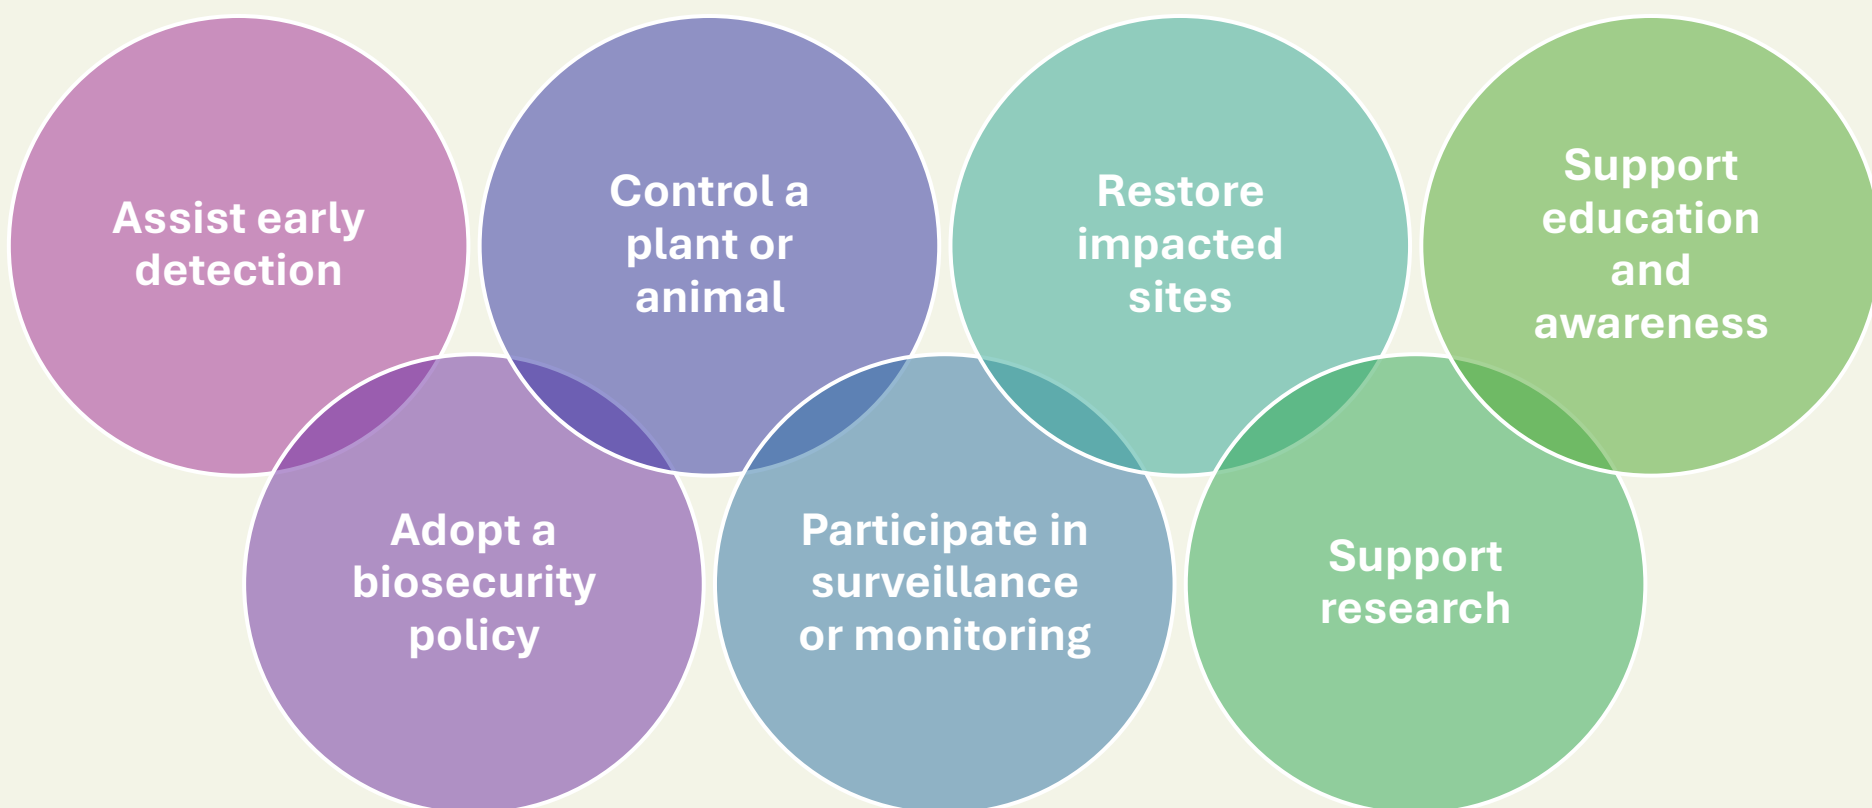 Assist early
detection
Control a
plant or
animal
Restore
impacted
sites
Support
education
and
awareness
Adopt a
biosecurity
policy
Participate in
surveillance
or monitoring
Support
research